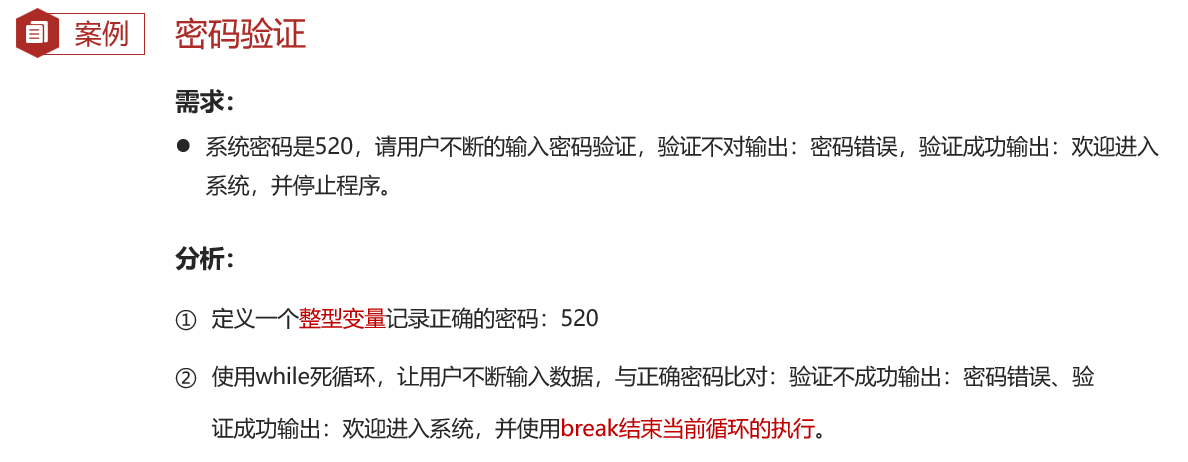 案例
密码验证
需求：
● 系统密码是520，请用户不断的输入密码验证，验证不对输出：密码错误，验证成功输出：欢迎进入
系统，并停止程序。
分析：
① 定义一个整型变量记录正确的密码：520
② 使用while死循环，让用户不断输入数据，与正确密码比对：验证不成功输出：密码错误、验
证成功输出：欢迎进入系统，并使用break结束当前循环的执行。